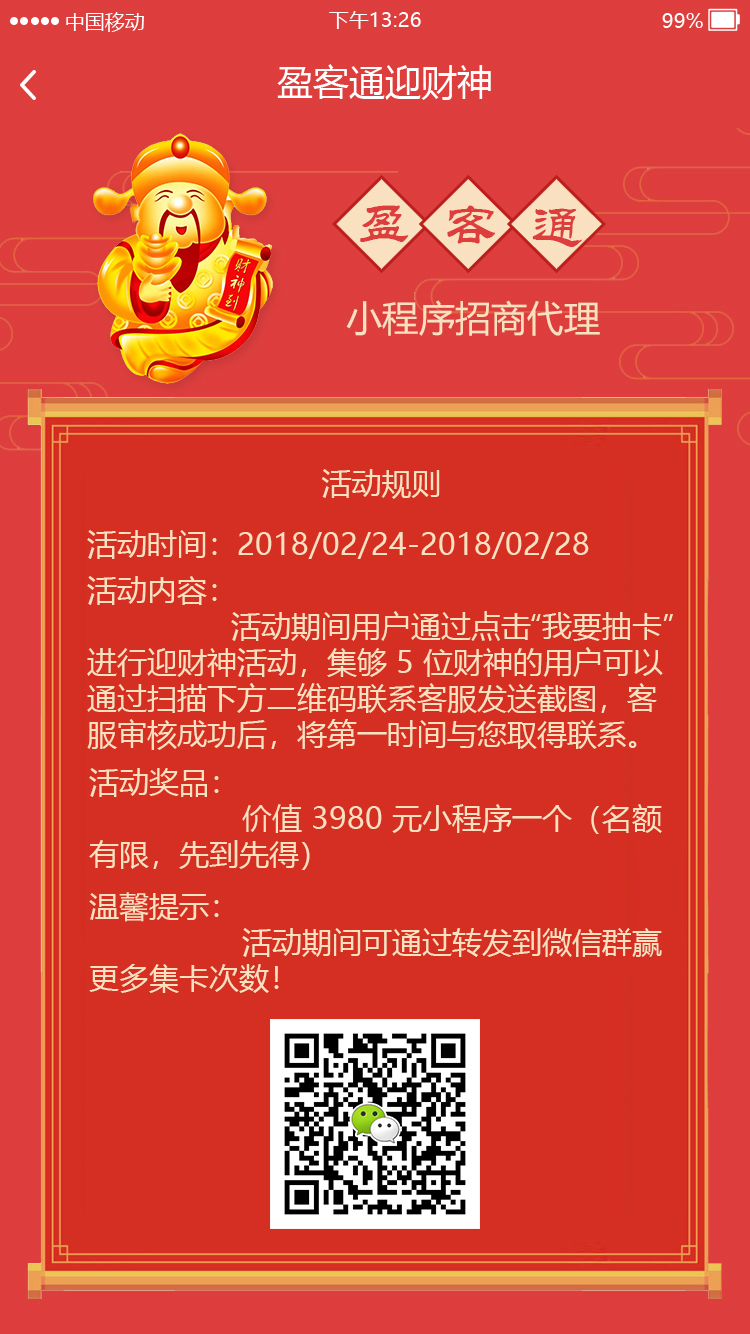 中国移动 下午13:26 99%
盈客通迎财神
盈客通
财神到
小程序招商代理
活动规则
活动时间：2018/02/24-2018/02/28
活动内容：
活动期间用户通过点击“我要抽卡”
进行迎财神活动，集够 5 位财神的用户可以
通过扫描下方二维码联系客服发送截图，客
服审核成功后，将第一时间与您取得联系。
活动奖品：
价值 3980 元小程序一个（名额
有限，先到先得）
温馨提示：
活动期间可通过转发到微信群赢
更多集卡次数！